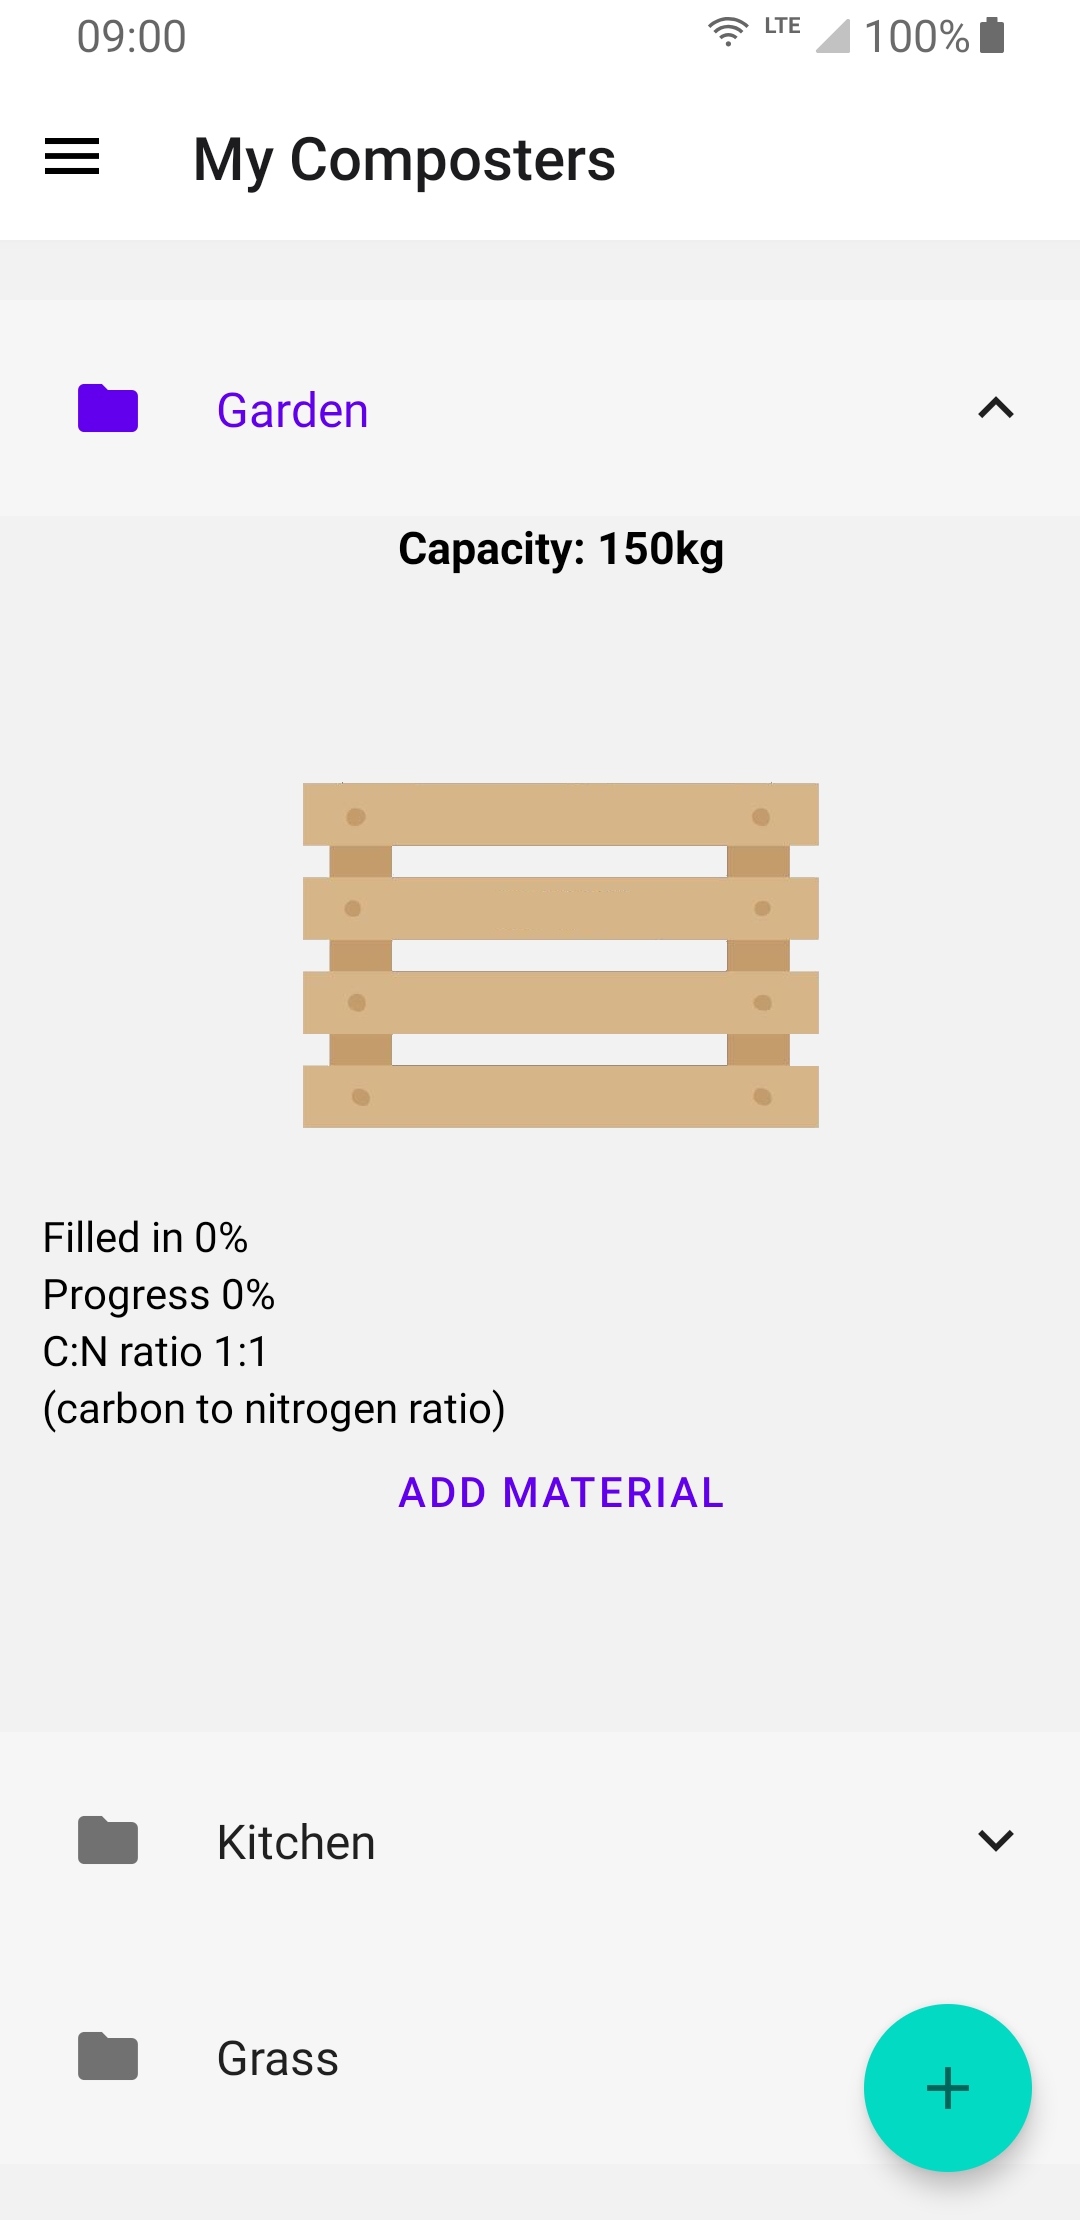 09:00
LTE 100%
My Composters
Garden
Capacity: 150kg
Filled in 0%
Progress 0%
C:N ratio 1:1
(carbon to nitrogen ratio)
ADD MATERIAL
Kitchen
Grass